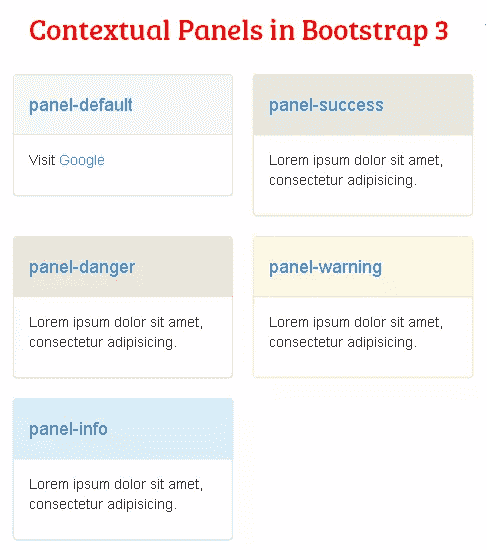 Contextual Panels in Bootstrap 3
panel-default
Visit Google
panel-success
Lorem ipsum dolor sit amet,
consectetur adipisicing.
panel-danger
Lorem ipsum dolor sit amet,
consectetur adipisicing.
panel-warning
Lorem ipsum dolor sit amet,
consectetur adipisicing.
panel-info
Lorem ipsum dolor sit amet,
consectetur adipisicing.